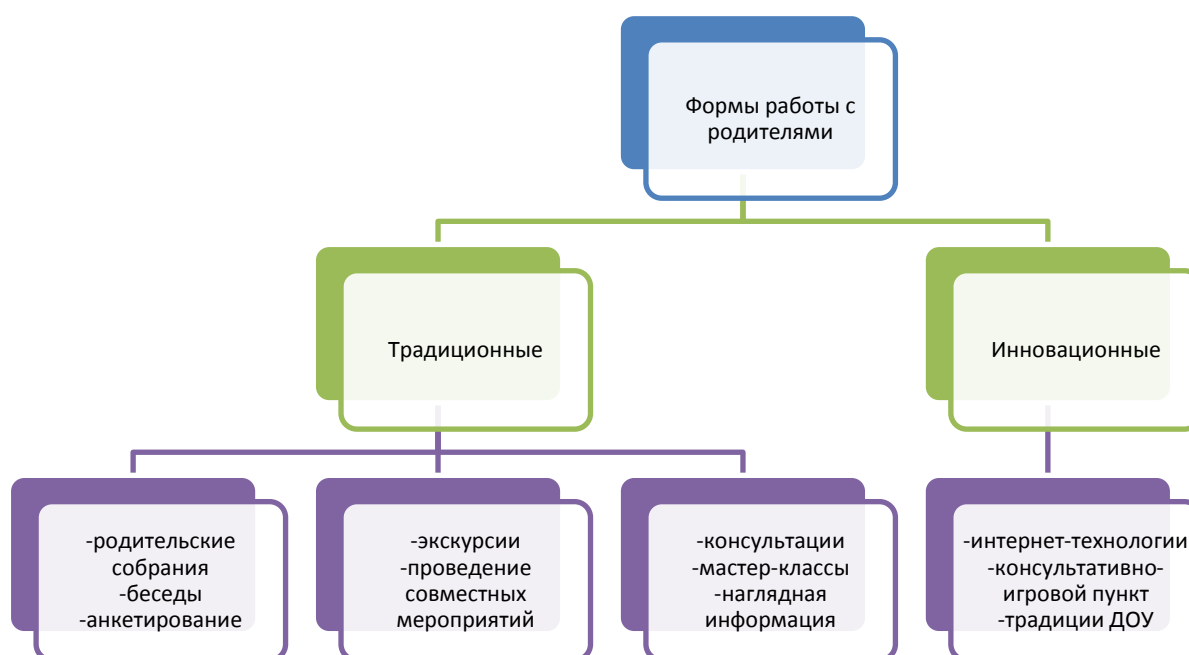 Формы работы с
родителями
Традиционные
Инновационные
-родительские
собрания
-беседы
-анкетирование
-экскурсии
-проведение
совместных
мероприятий
-консультации
-мастер-классы
-наглядная
информация
-интернет-технологии
-консультативно-
игровой пункт
-традиции ДОУ